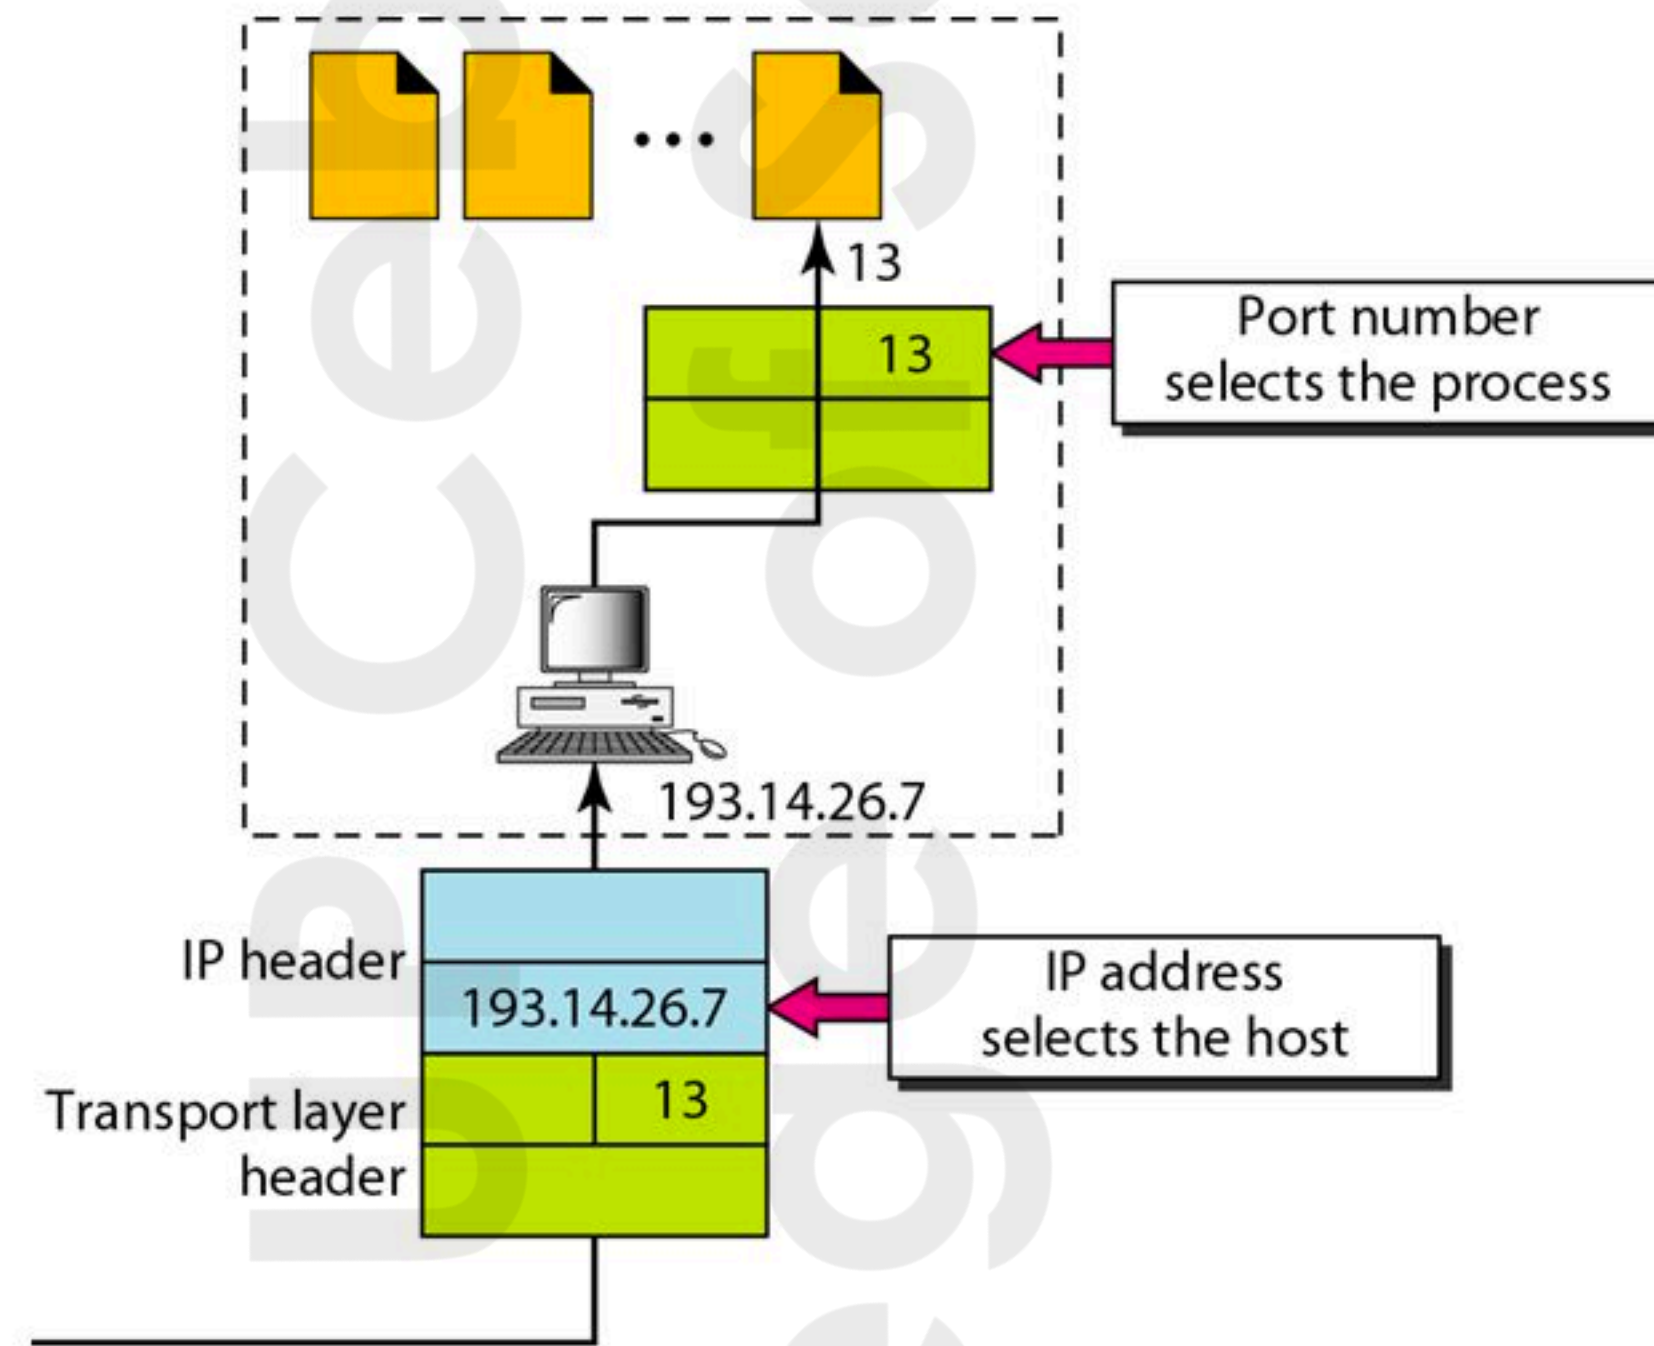 13
13
Port number
selects the process
193.14.26.7
IP header
193.14.26.7
IP address
selects the host
Transport layer
header
13